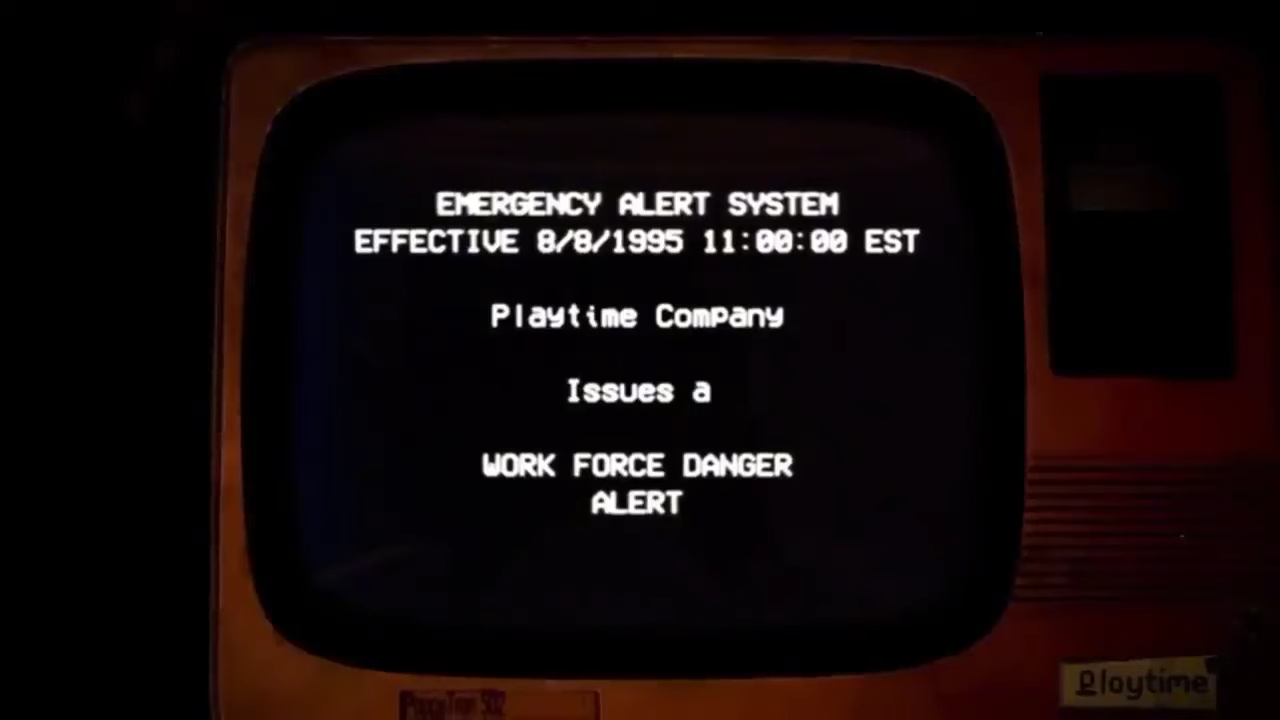 EMERGENCY ALERT SYSTEM
EFFECTIVE 8/8/1995 11:00:00 EST
Playtime Company
Issues a
WORK FORCE DANGER
ALERT
Playtime